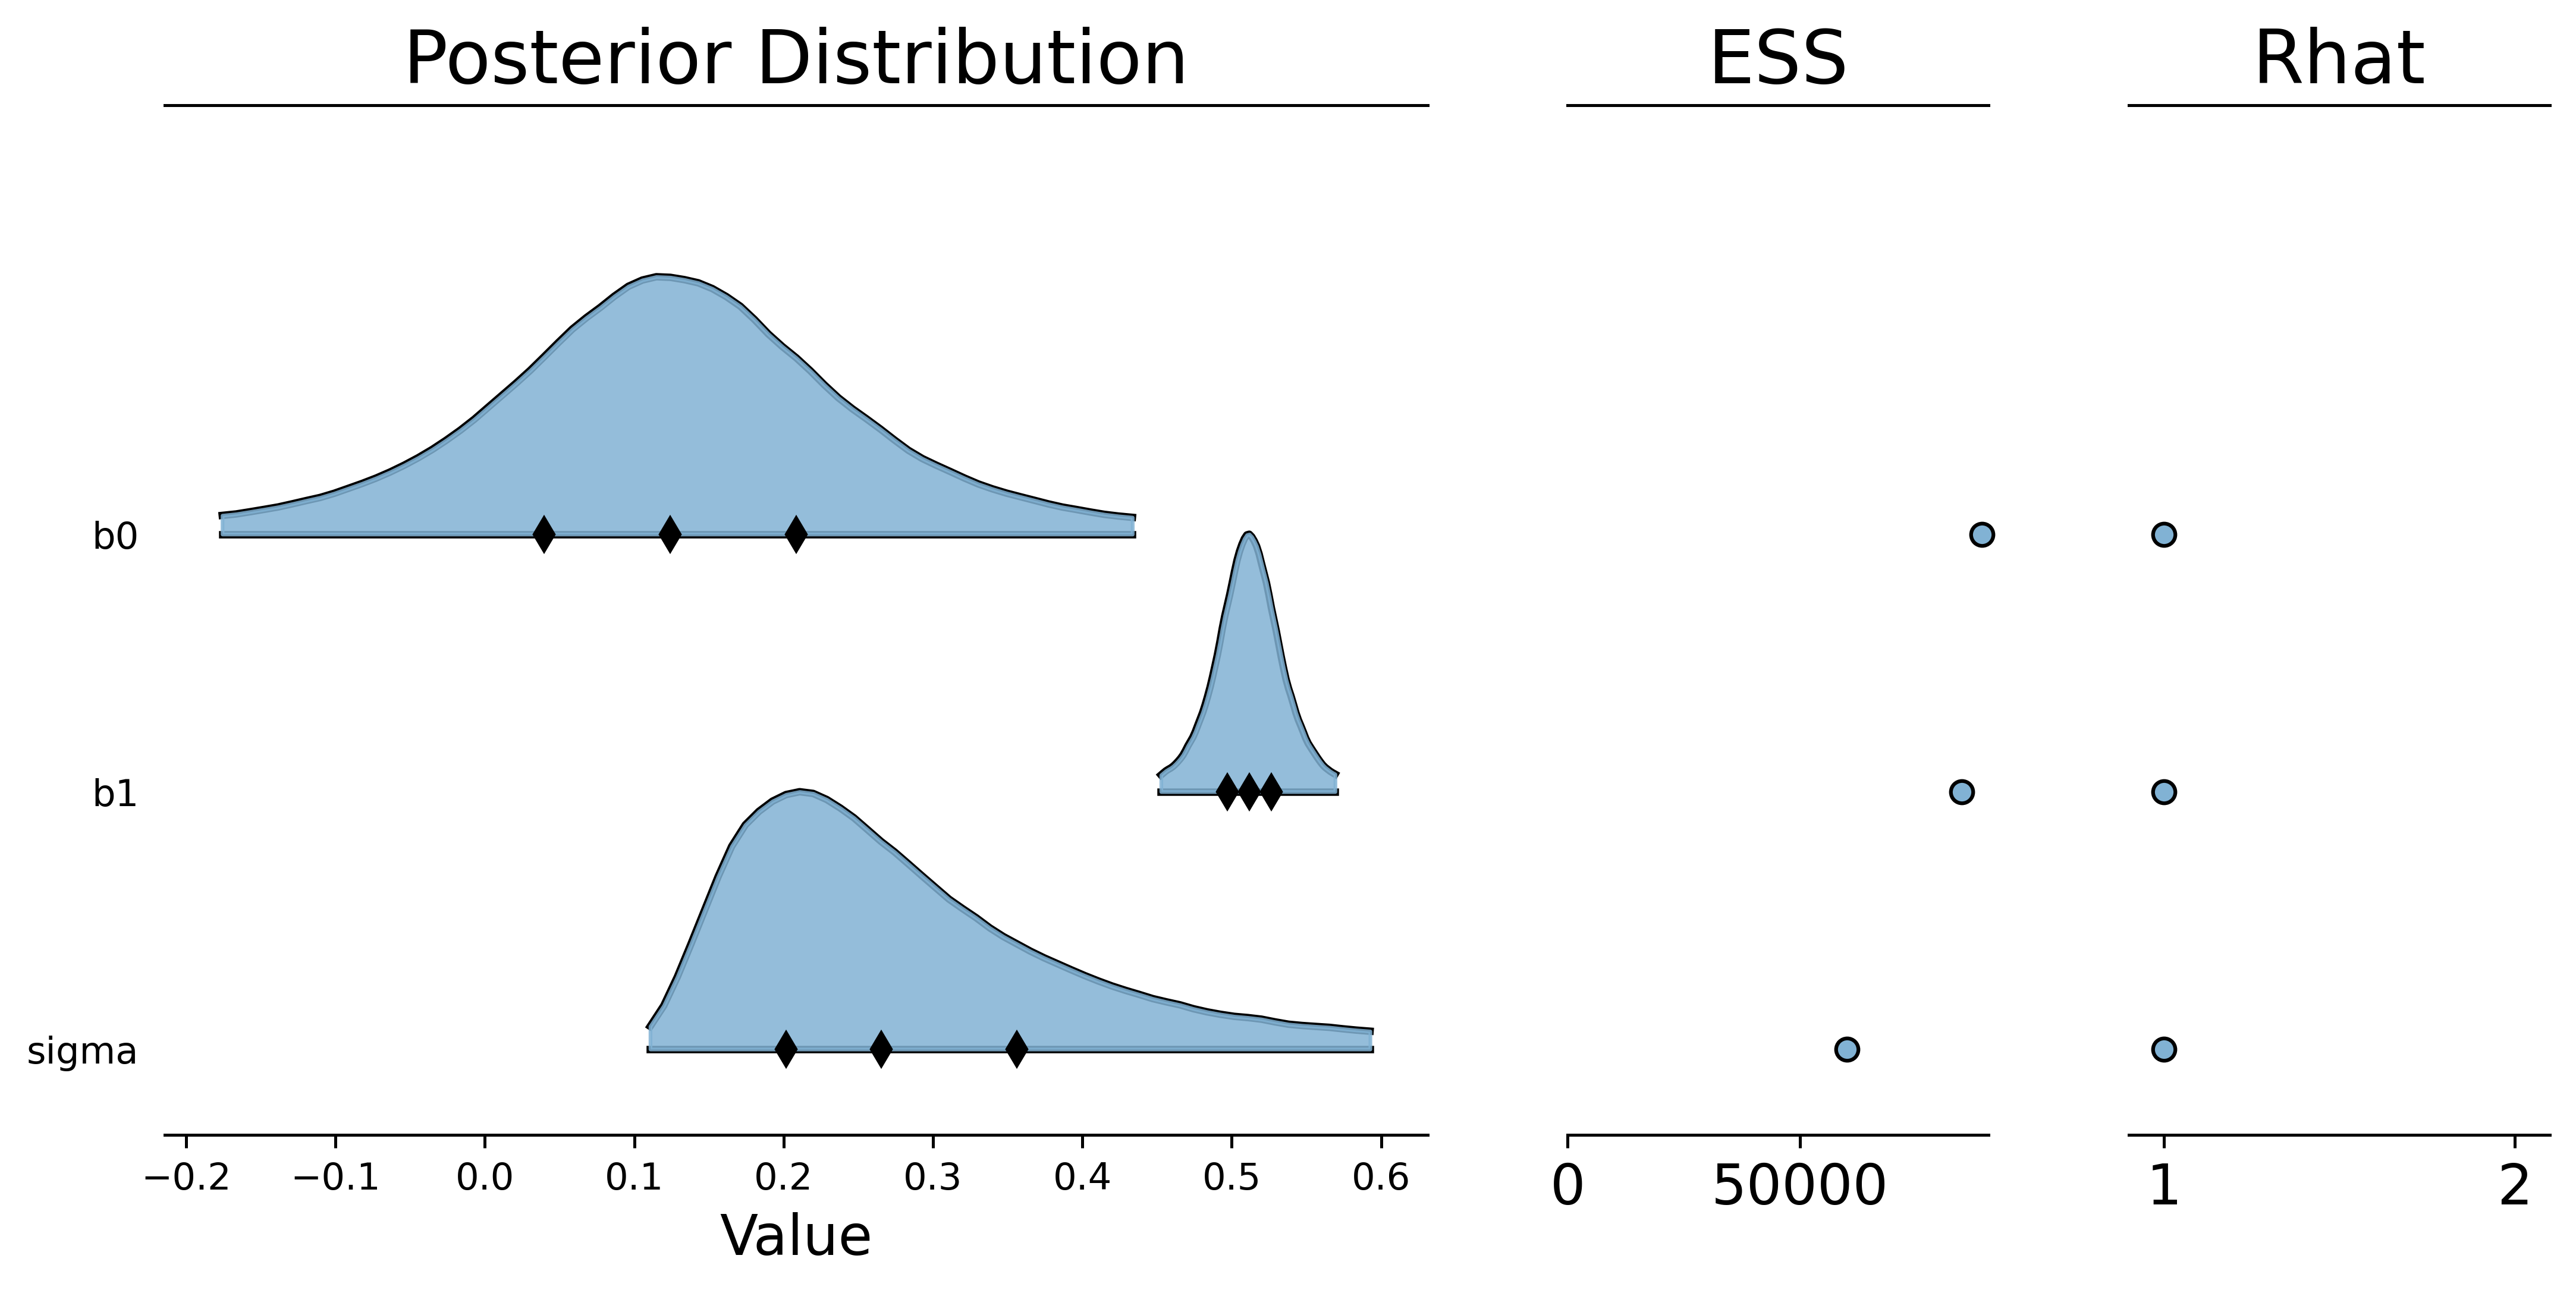 Posterior Distribution ESS Rhat
b0
b1
sigma
−0.2 −0.1 0.0 0.1 0.2 0.3 0.4 0.5 0.6 0 50000 1 2
Value